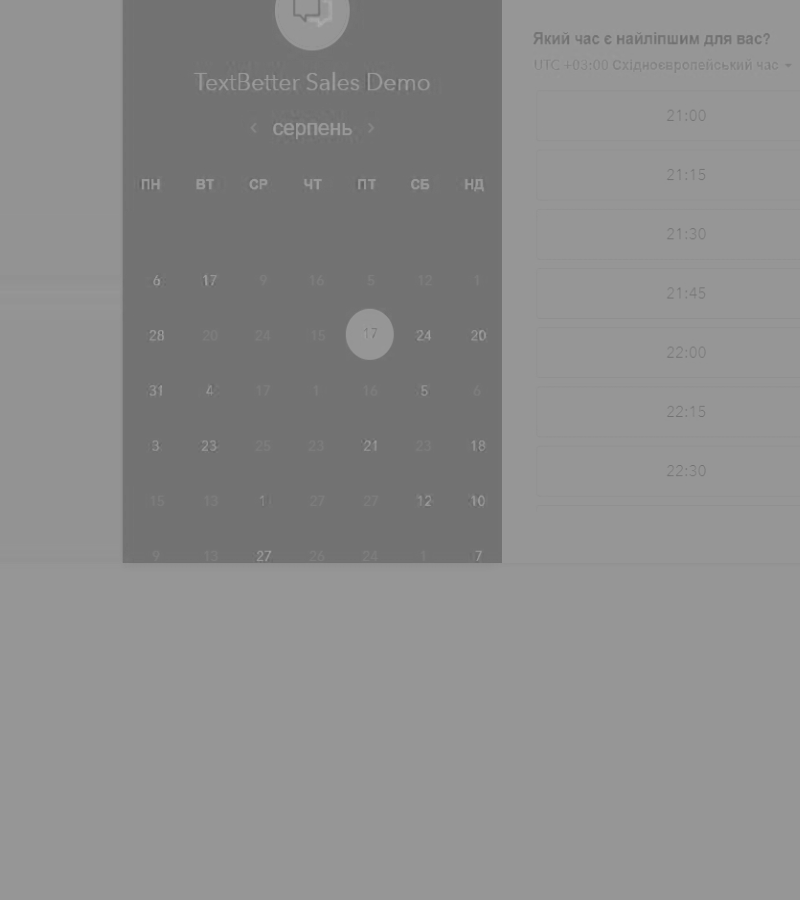 TextBetter Sales Demo
серпень
ПН ВТ СР ЧТ ПТ СБ НД
6 17 9 16 5 12 1
28 20 24 15 17 24 20
31 4 17 1 16 5 6
3 23 25 23 21 23 18
15 13 1 27 27 12 10
9 13 27 26 24 1 7
Який час є найліпшим для вас?
UTC +03:00 Східноєвропейський час
21:00
21:15
21:30
21:45
22:00
22:15
22:30